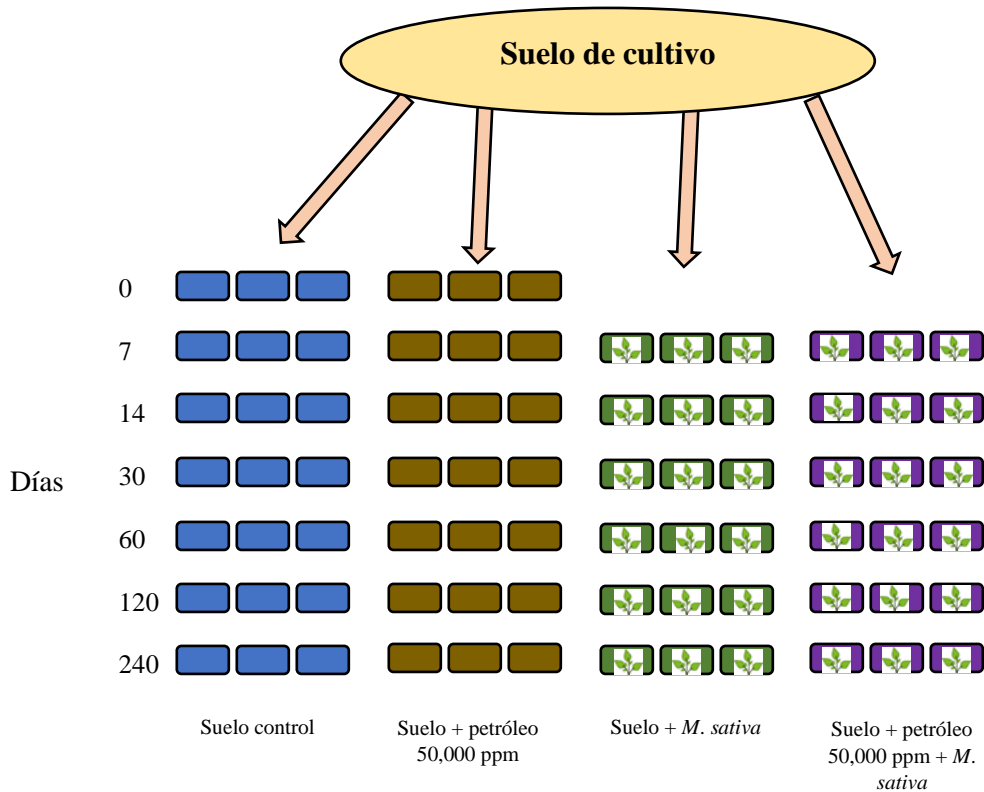 Suelo de cultivo
0
7
14
30
Días
60
120
240
Suelo control
Suelo + petróleo
50,000 ppm
Suelo + M. sativa
Suelo + petróleo
50,000 ppm + M.
sativa